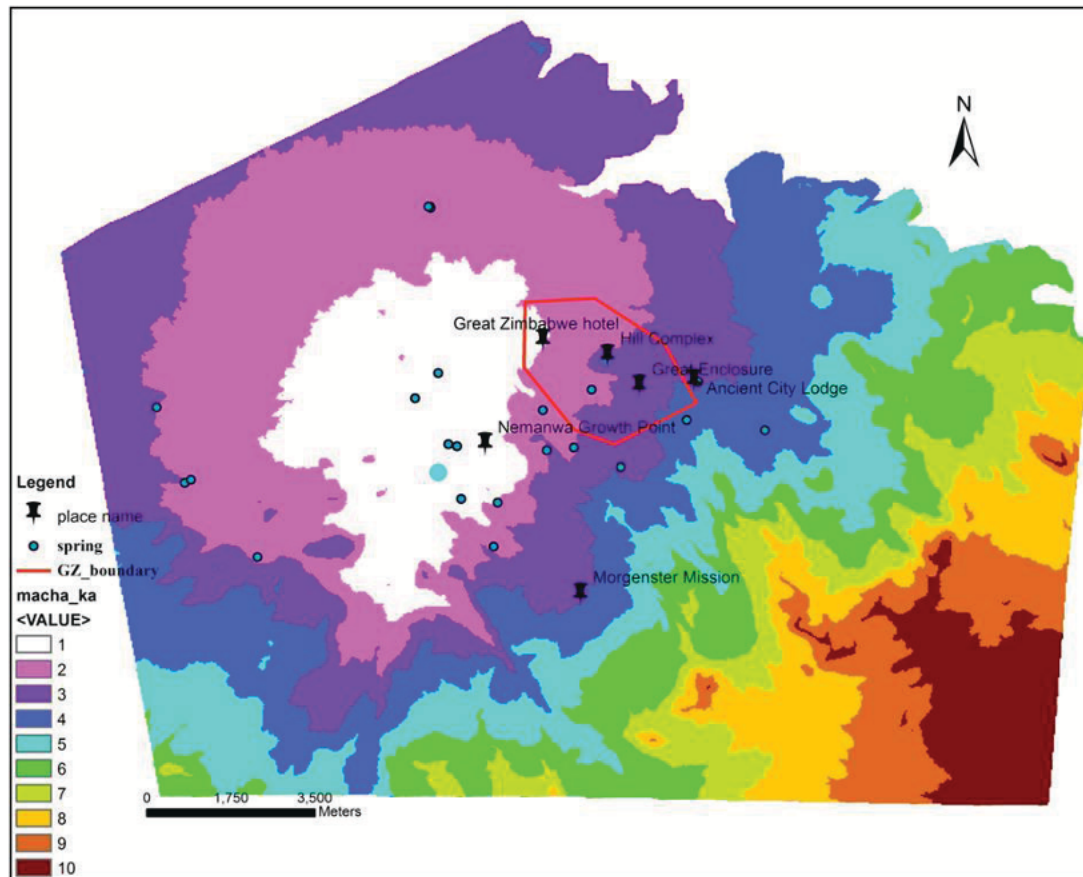 N
Great Zimbabwe hotel
Hill Complex
Great Enclosure
Ancient City Lodge
Nemanwa Growth Point
Morgenster Mission
Legend
place name
spring
GZ_boundary
macha_ka
<VALUE>
1
2
3
4
5
6
7
8
9
10
0 1,750 3,500
Meters